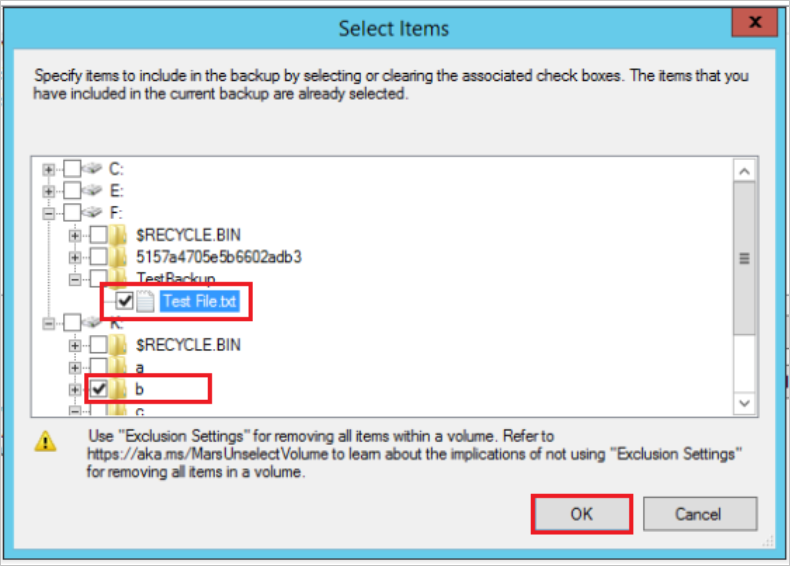 Select Items
x
Specify items to include in the backup by selecting or clearing the associated check boxes. The items that you
have included in the current backup are already selected.
C:
E:
F:
$RECYCLE.BIN
5157a4705e5b6602adb3
TestBackup
Test File.txt
K:
$RECYCLE.BIN
a
b
c
Use "Exclusion Settings" for removing all items within a volume. Refer to
https://aka.ms/MarsUnselectVolume to learn about the implications of not using "Exclusion Settings"
for removing all items in a volume.
OK
Cancel